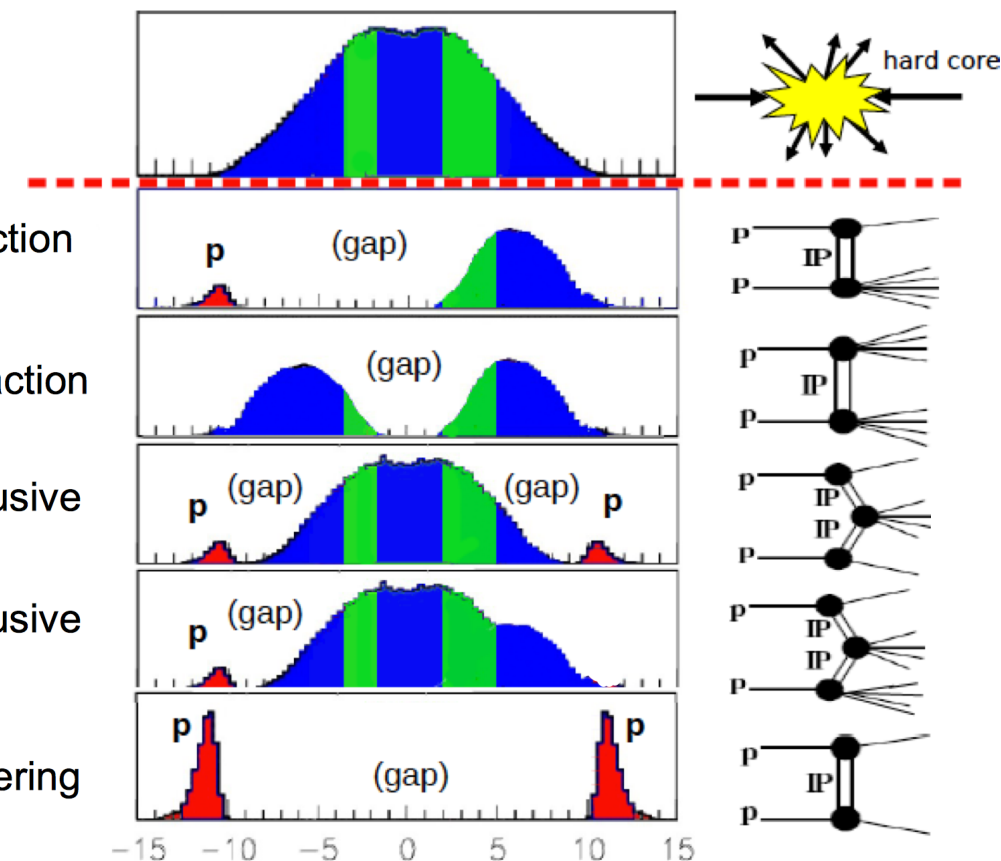 hard core
ction
p
(gap)
p
IP
p
action
(gap)
p
IP
p
usive
p
(gap)
(gap)
p
p
IP
IP
p
usive
p
(gap)
p
IP
IP
p
ering
p
(gap)
p
p
IP
p
-15 -10 -5 0 5 10 15